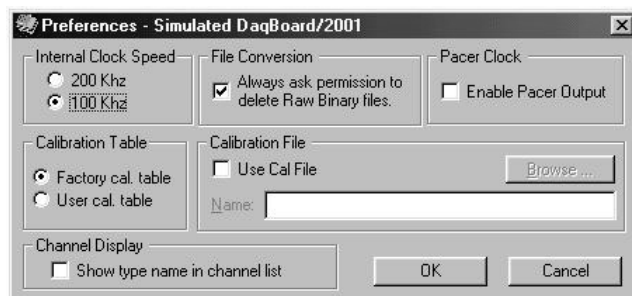 Preferences - Simulated DaqBoard/2001
Internal Clock Speed
200 Khz
100 Khz
File Conversion
Always ask permission to
delete Raw Binary files.
Pacer Clock
Enable Pacer Output
Calibration Table
Factory cal. table
User cal. table
Calibration File
Use Cal File
Browse ...
Name:
Channel Display
Show type name in channel list
OK
Cancel